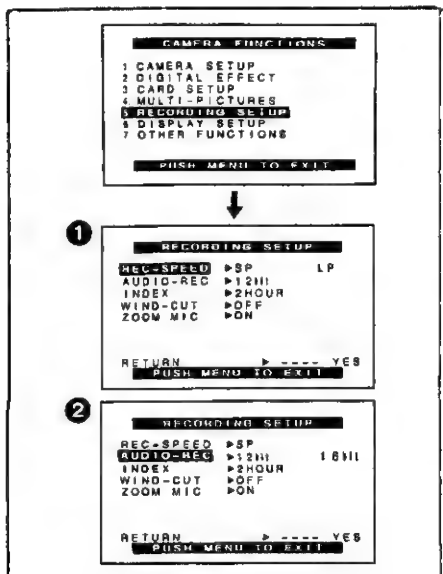 CAMERA FUNCTIONS
1 CAMERA SETUP
2 DIGITAL EFFECT
3 CARD SETUP
4 MULTI-PICTURES
5 RECORDING SETUP
6 DISPLAY SETUP
7 OTHER FUNCTIONS
PUSH MENU TO EXIT
1
RECORDING SETUP
REC-SPEED ▶SP LP
AUDIO-REC ▶12bit
INDEX ▶2HOUR
WIND-CUT ▶OFF
ZOOM MIC ▶ON
RETURN ▶ ---- YES
PUSH MENU TO EXIT
2
RECORDING SETUP
REC-SPEED ▶SP
AUDIO-REC ▶12bit 16bit
INDEX ▶2HOUR
WIND-CUT ▶OFF
ZOOM MIC ▶ON
RETURN ▶ ---- YES
PUSH MENU TO EXIT